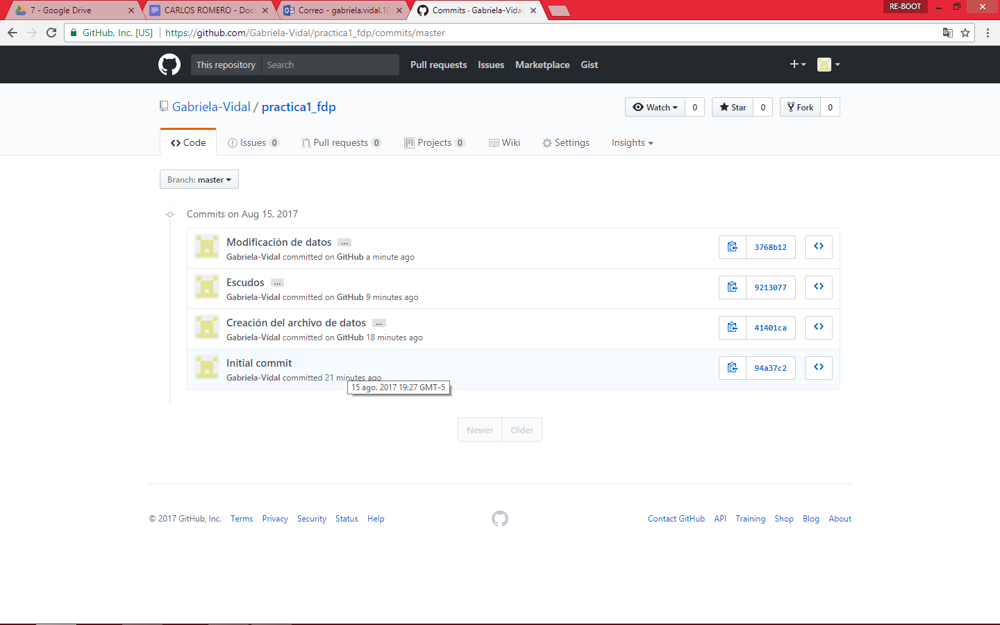 7 - Google Drive
CARLOS ROMERO - Docu
Correo - gabriela.vidal.10
Commits · Gabriela-Vidal
RE-BOOT
GitHub, Inc. [US]
https://github.com/Gabriela-Vidal/practica1_fdp/commits/master
This repository
Search
Pull requests
Issues
Marketplace
Gist
Gabriela-Vidal / practica1_fdp
Watch 0
Star 0
Fork 0
Code
Issues 0
Pull requests 0
Projects 0
Wiki
Settings
Insights
Branch: master
Commits on Aug 15, 2017
Modificación de datos …
Gabriela-Vidal committed on GitHub a minute ago
3768b12
Escudos …
Gabriela-Vidal committed on GitHub 9 minutes ago
9213077
Creación del archivo de datos …
Gabriela-Vidal committed on GitHub 18 minutes ago
41401ca
Initial commit
Gabriela-Vidal committed 21 minutes ago
94a37c2
15 ago. 2017 19:27 GMT-5
Newer
Older
© 2017 GitHub, Inc. Terms Privacy Security Status Help
Contact GitHub API Training Shop Blog About